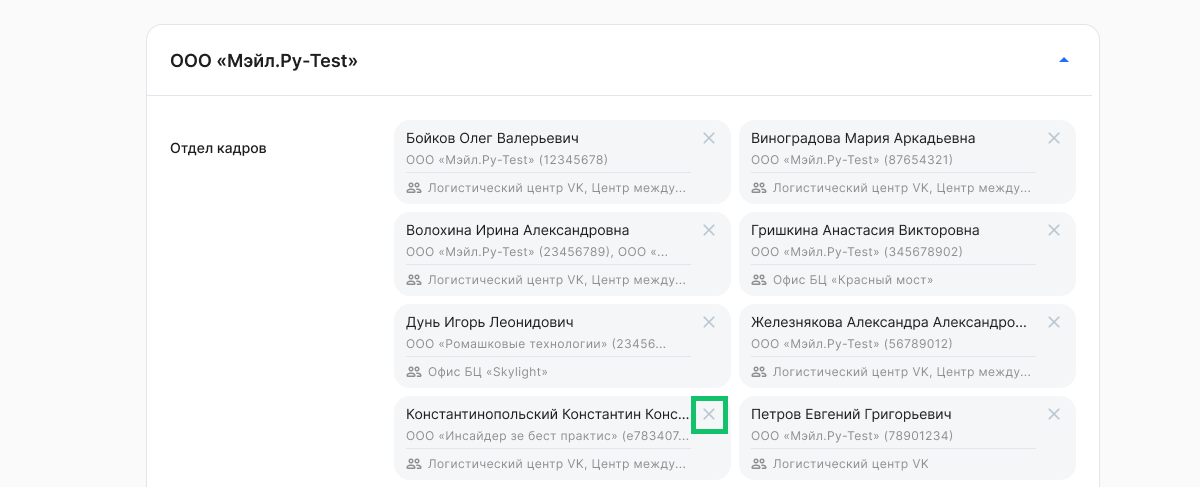 ООО «Мэйл.Ру-Test»
Отдел кадров
Бойков Олег Валерьевич
ООО «Мэйл.Ру-Test» (12345678)
Логистический центр VK, Центр между...
Виноградова Мария Аркадьевна
ООО «Мэйл.Ру-Test» (87654321)
Логистический центр VK, Центр между...
Волохина Ирина Александровна
ООО «Мэйл.Ру-Test» (23456789), ООО «...
Логистический центр VK, Центр между...
Гришкина Анастасия Викторовна
ООО «Мэйл.Ру-Test» (345678902)
Офис БЦ «Красный мост»
Дунь Игорь Леонидович
ООО «Ромашковые технологии» (23456...
Офис БЦ «Skylight»
Железнякова Александра Александро...
ООО «Мэйл.Ру-Test» (56789012)
Логистический центр VK, Центр между...
Константинопольский Константин Конс...
ООО «Инсайдер зе бест практис» (e783407...
Логистический центр VK, Центр между...
Петров Евгений Григорьевич
ООО «Мэйл.Ру-Test» (78901234)
Логистический центр VK